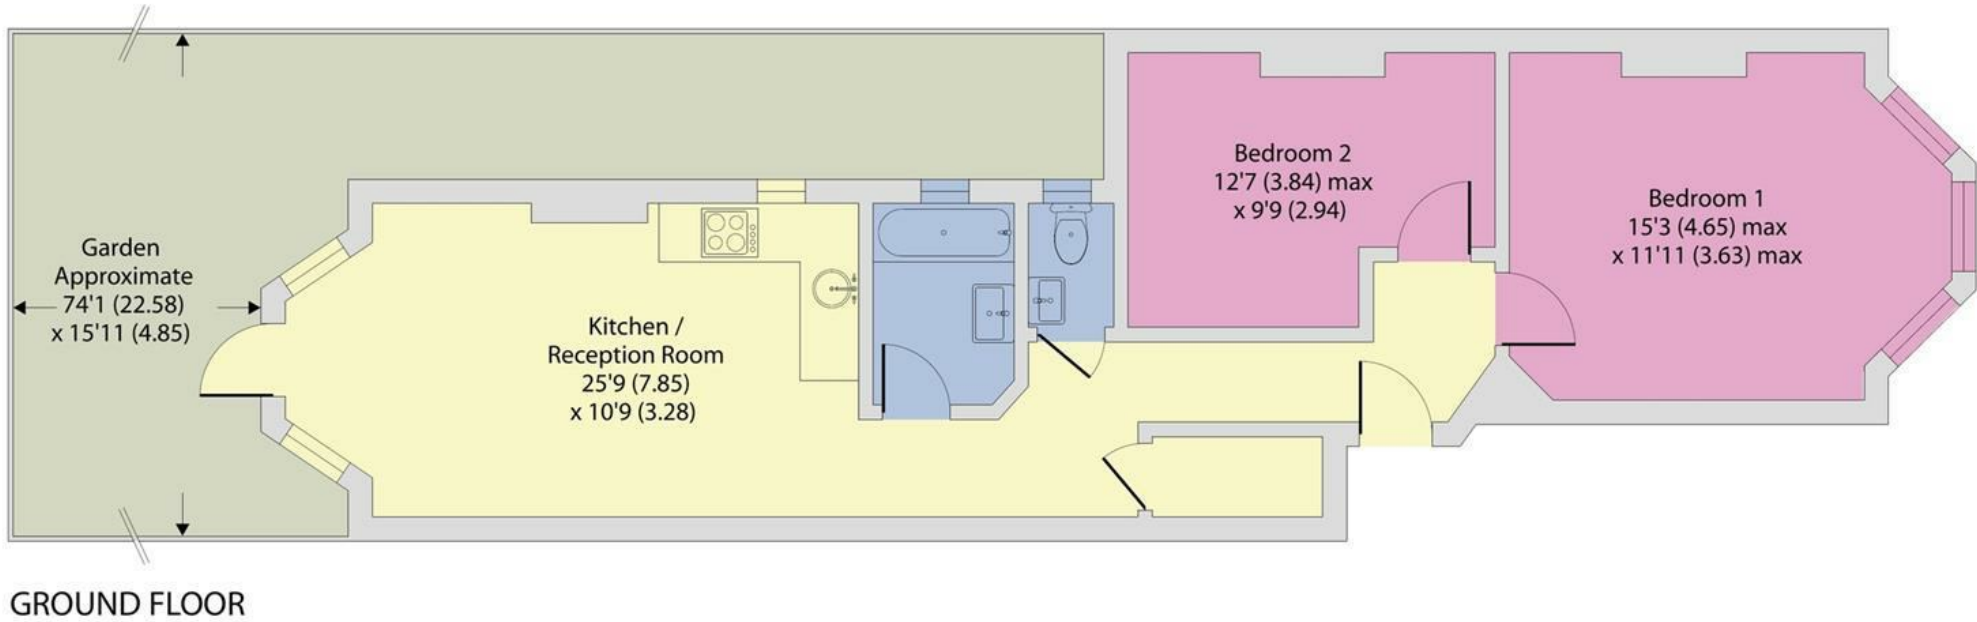 Garden
Approximate
74'1 (22.58)
x 15'11 (4.85)
Kitchen /
Reception Room
25'9 (7.85)
x 10'9 (3.28)
Bedroom 2
12'7 (3.84) max
x 9'9 (2.94)
Bedroom 1
15'3 (4.65) max
x 11'11 (3.63) max
GROUND FLOOR